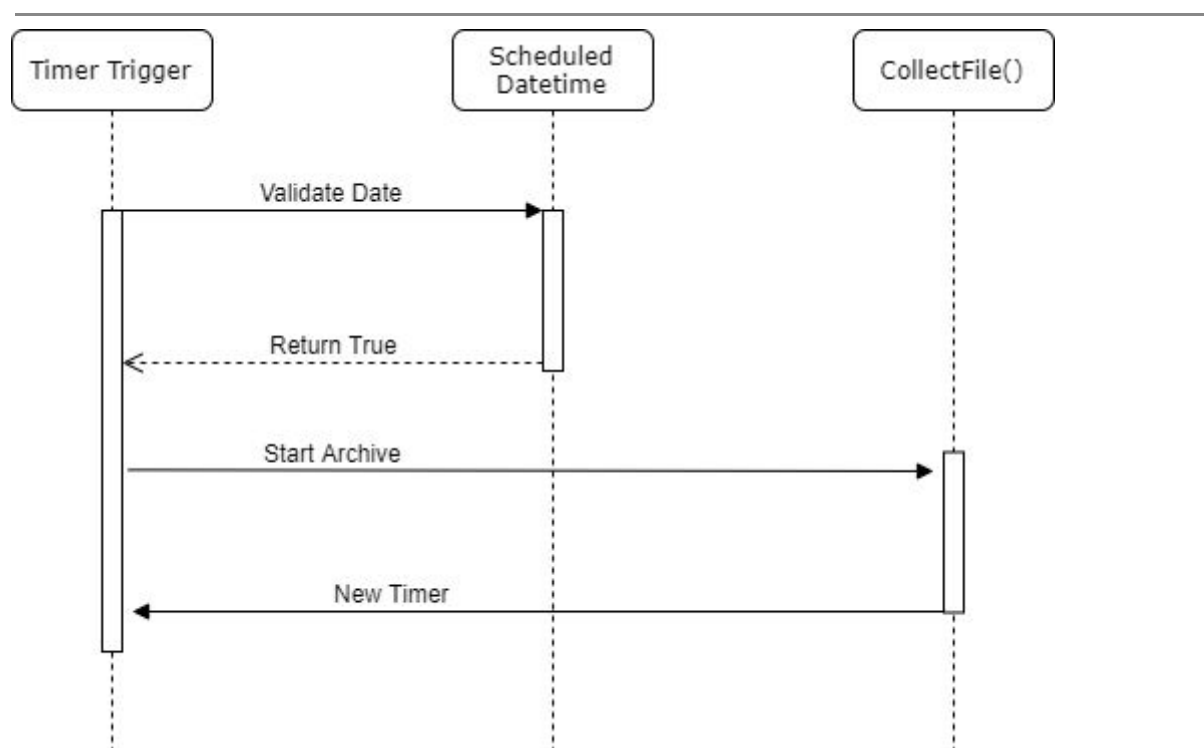 Timer Trigger
Scheduled
Datetime
CollectFile()
Validate Date
Return True
Start Archive
New Timer